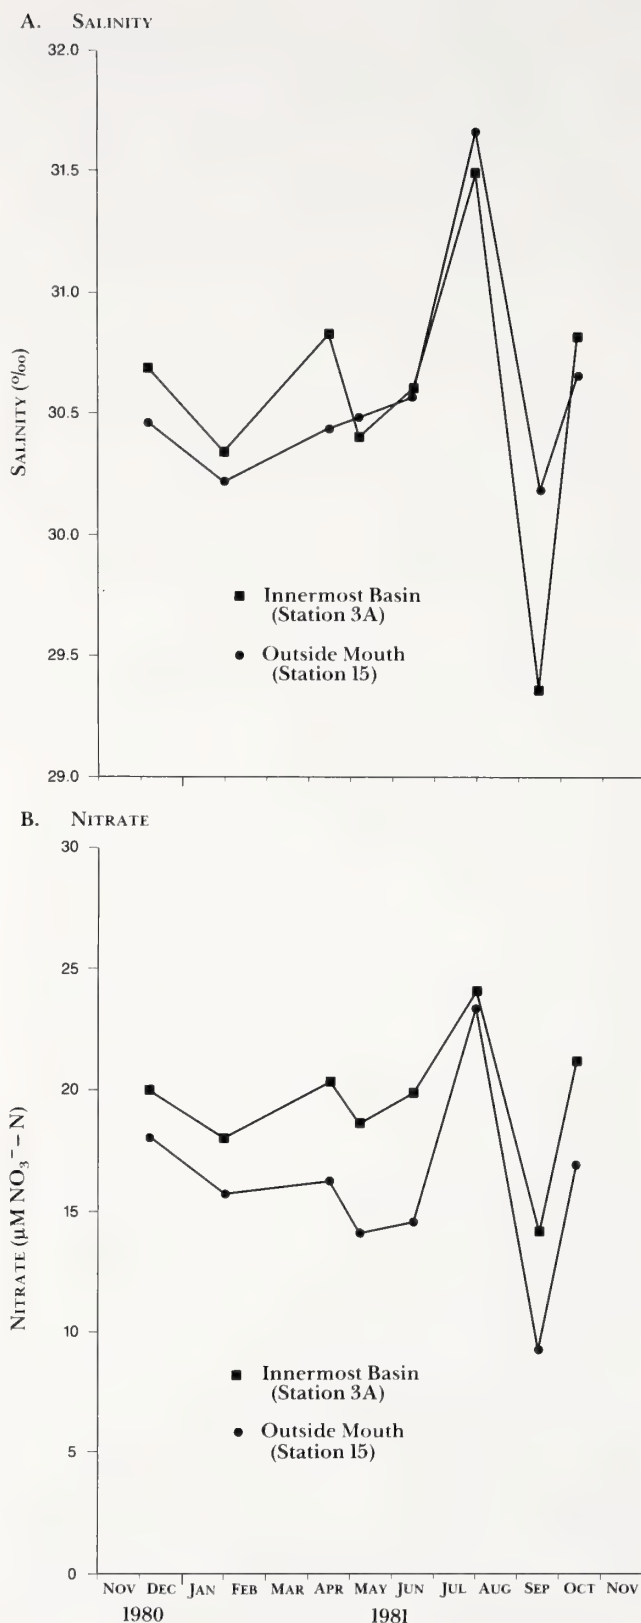 A. SALINITY
32.0
31.5
31.0
30.5
30.0
29.5
29.0
SALINITY (‰)
Innermost Basin
(Station 3A)
Outside Mouth
(Station 15)
B. NITRATE
30
25
20
15
10
5
0
NITRATE (µM NO₃⁻ – N)
Innermost Basin
(Station 3A)
Outside Mouth
(Station 15)
NOV DEC JAN FEB MAR APR MAY JUN JUL AUG SEP OCT NOV
1980 1981